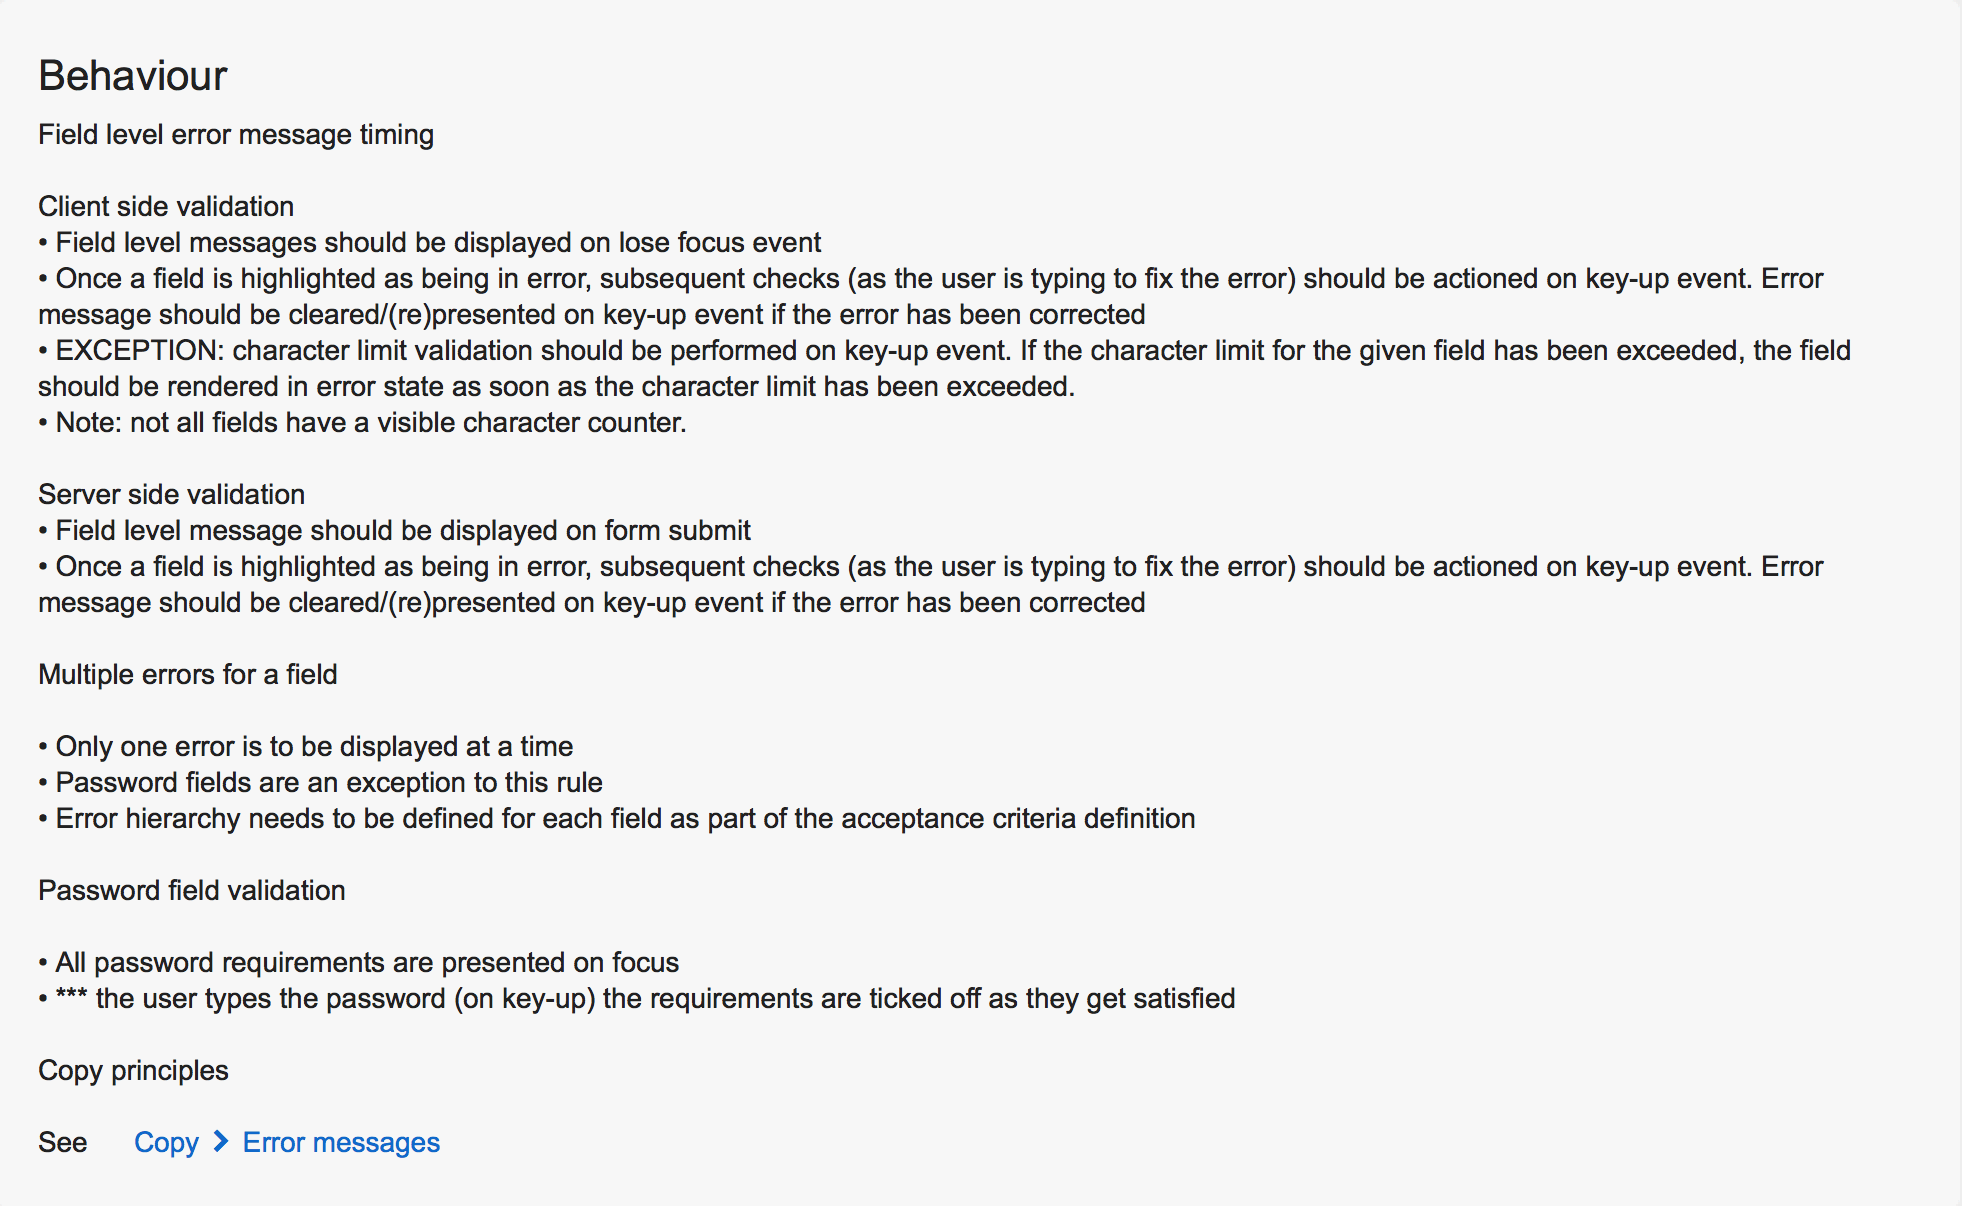 Behaviour
Field level error message timing
Client side validation
• Field level messages should be displayed on lose focus event
• Once a field is highlighted as being in error, subsequent checks (as the user is typing to fix the error) should be actioned on key-up event. Error
message should be cleared/(re)presented on key-up event if the error has been corrected
• EXCEPTION: character limit validation should be performed on key-up event. If the character limit for the given field has been exceeded, the field
should be rendered in error state as soon as the character limit has been exceeded.
• Note: not all fields have a visible character counter.
Server side validation
• Field level message should be displayed on form submit
• Once a field is highlighted as being in error, subsequent checks (as the user is typing to fix the error) should be actioned on key-up event. Error
message should be cleared/(re)presented on key-up event if the error has been corrected
Multiple errors for a field
• Only one error is to be displayed at a time
• Password fields are an exception to this rule
• Error hierarchy needs to be defined for each field as part of the acceptance criteria definition
Password field validation
• All password requirements are presented on focus
• *** the user types the password (on key-up) the requirements are ticked off as they get satisfied
Copy principles
See Copy > Error messages